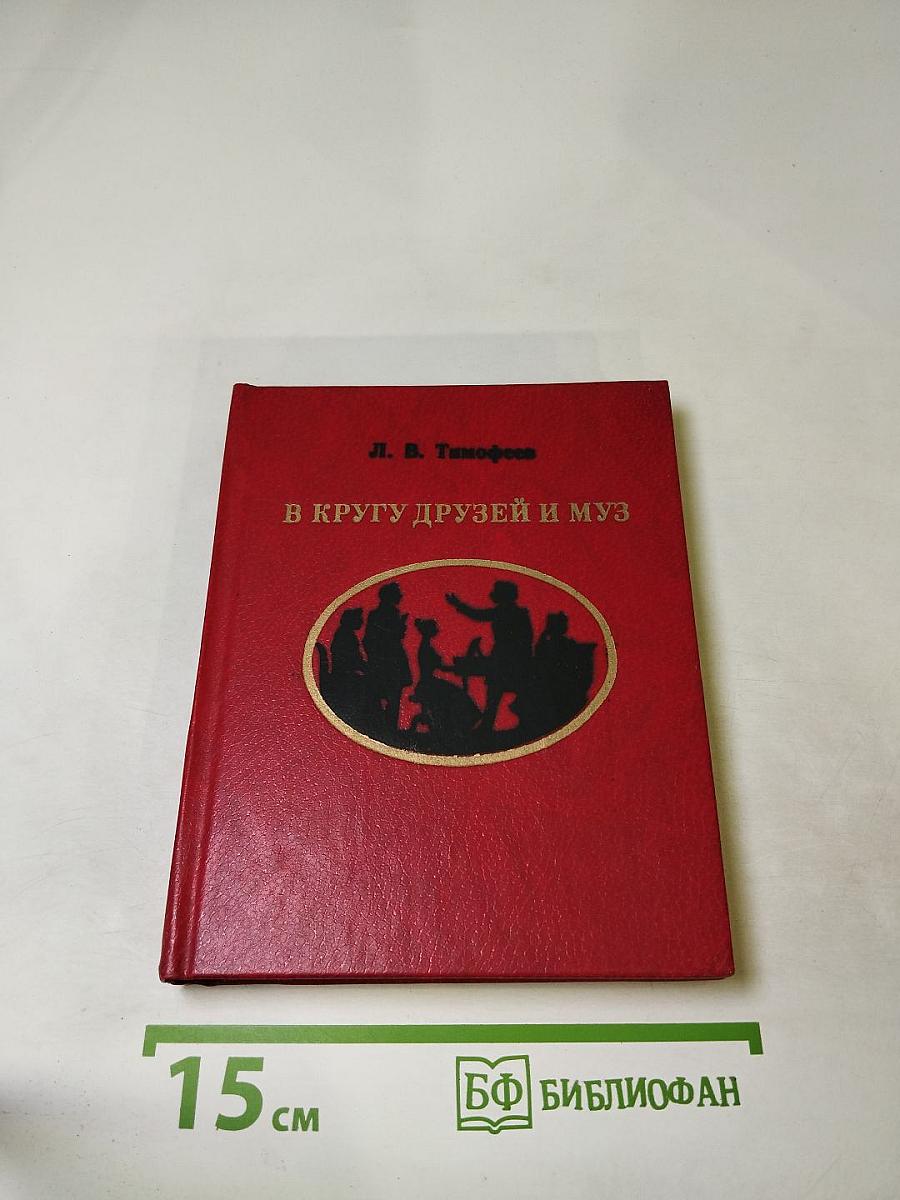 Л. В. Тимофеев
В КРУГУ ДРУЗЕЙ И МУЗ
15 см
БФ БИБЛИОФАН